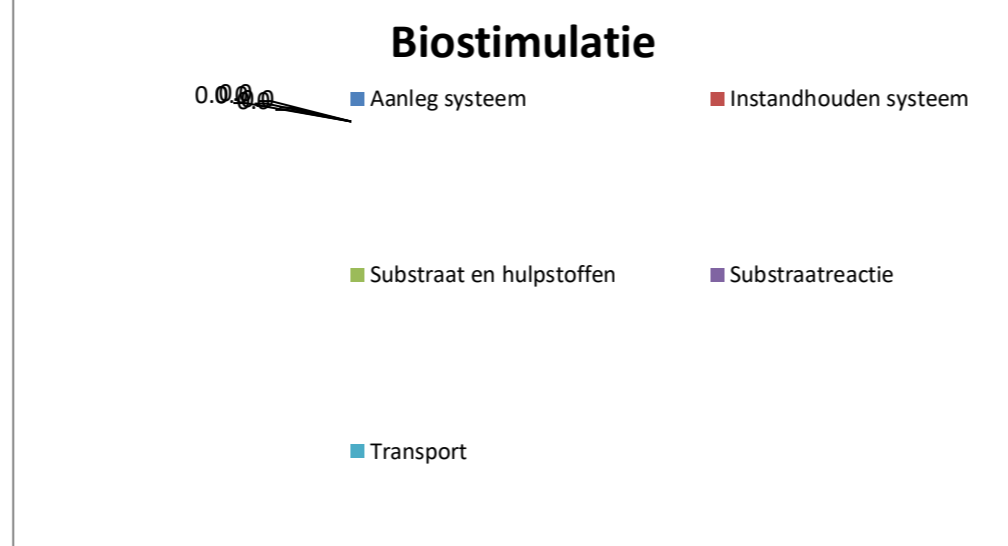 Biostimulatie
Aanleg systeem
Instandhouden systeem
Substraat en hulpstoffen
Substraatreactie
Transport